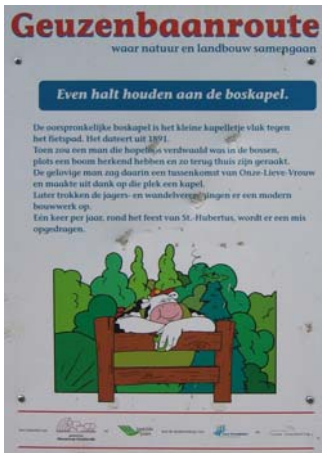 Geuzenbaanroute
waar natuur en landbouw samengaan
Even halt houden aan de boskapel.
De oorspronkelijke boskapel is het kleine kapelletje vlak tegen
het fietspad. Het dateert uit 1891.
Toen zou een man die hopeloos verdwaald was in de bossen,
plots een boom herkend hebben en zo terug thuis zijn geraakt.
De gelovige man zag daarin een tussenkomst van Onze-Lieve-Vrouw
en maakte uit dank op die plek een kapel.
Later trokken de jagers- en wandelverenigingen er een modern
bouwwerk op.
Eén keer per jaar, rond het feest van St.-Hubertus, wordt er een mis
opgedragen.